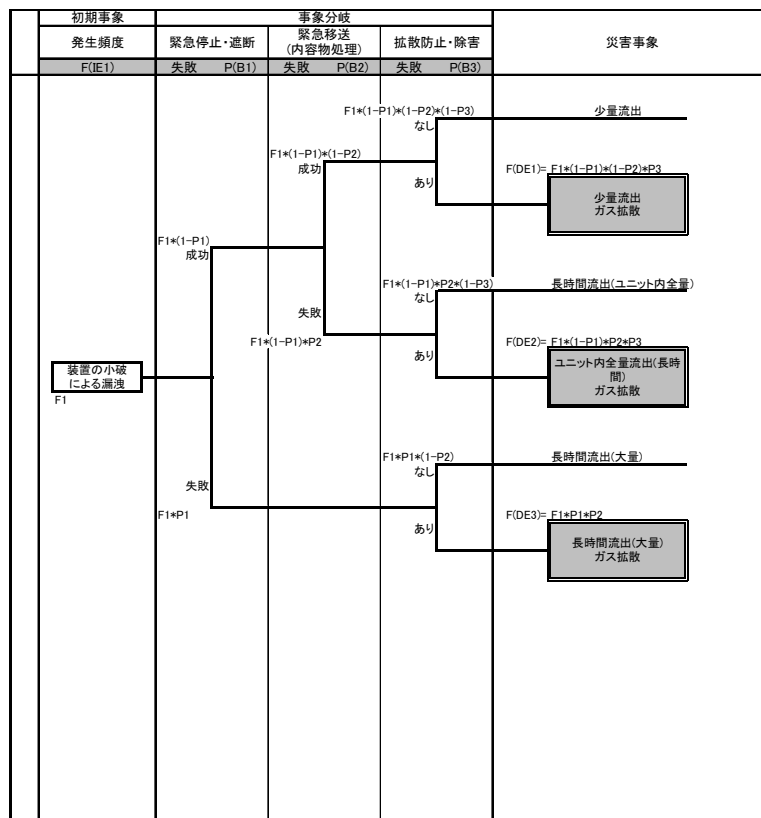 初期事象
事象分岐
発生頻度
緊急停止・遮断
緊急移送
(内容物処理)
拡散防止・除害
災害事象
F(IE1)
失敗 P(B1)
失敗 P(B2)
失敗 P(B3)
F1*(1-P1)*(1-P2)*(1-P3)
なし
少量流出
F1*(1-P1)*(1-P2)
成功
あり
F(DE1)= F1*(1-P1)*(1-P2)*P3
少量流出
ガス拡散
F1*(1-P1)
成功
F1*(1-P1)*P2*(1-P3)
なし
長時間流出(ユニット内全量)
失敗
F1*(1-P1)*P2
あり
F(DE2)= F1*(1-P1)*P2*P3
ユニット内全量流出(長時
間)
ガス拡散
装置の小破
による漏洩
F1
F1*P1*(1-P2)
なし
長時間流出(大量)
失敗
F1*P1
あり
F(DE3)= F1*P1*P2
長時間流出(大量)
ガス拡散